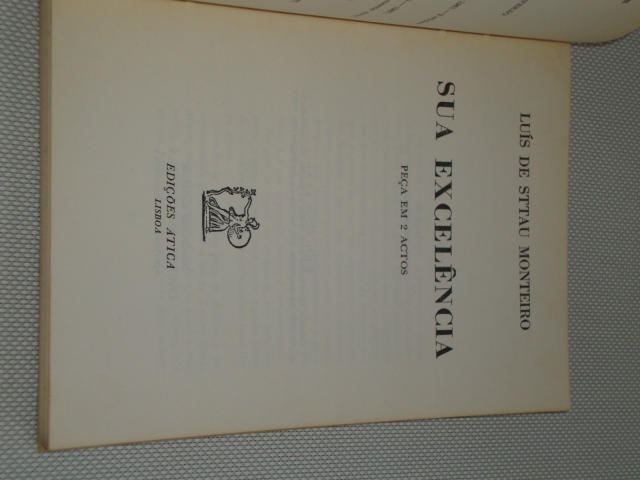 LUÍS DE STTAU MONTEIRO
SUA EXCELÊNCIA
PEÇA EM 2 ACTOS
EDIÇÕES ÁTICA
LISBOA